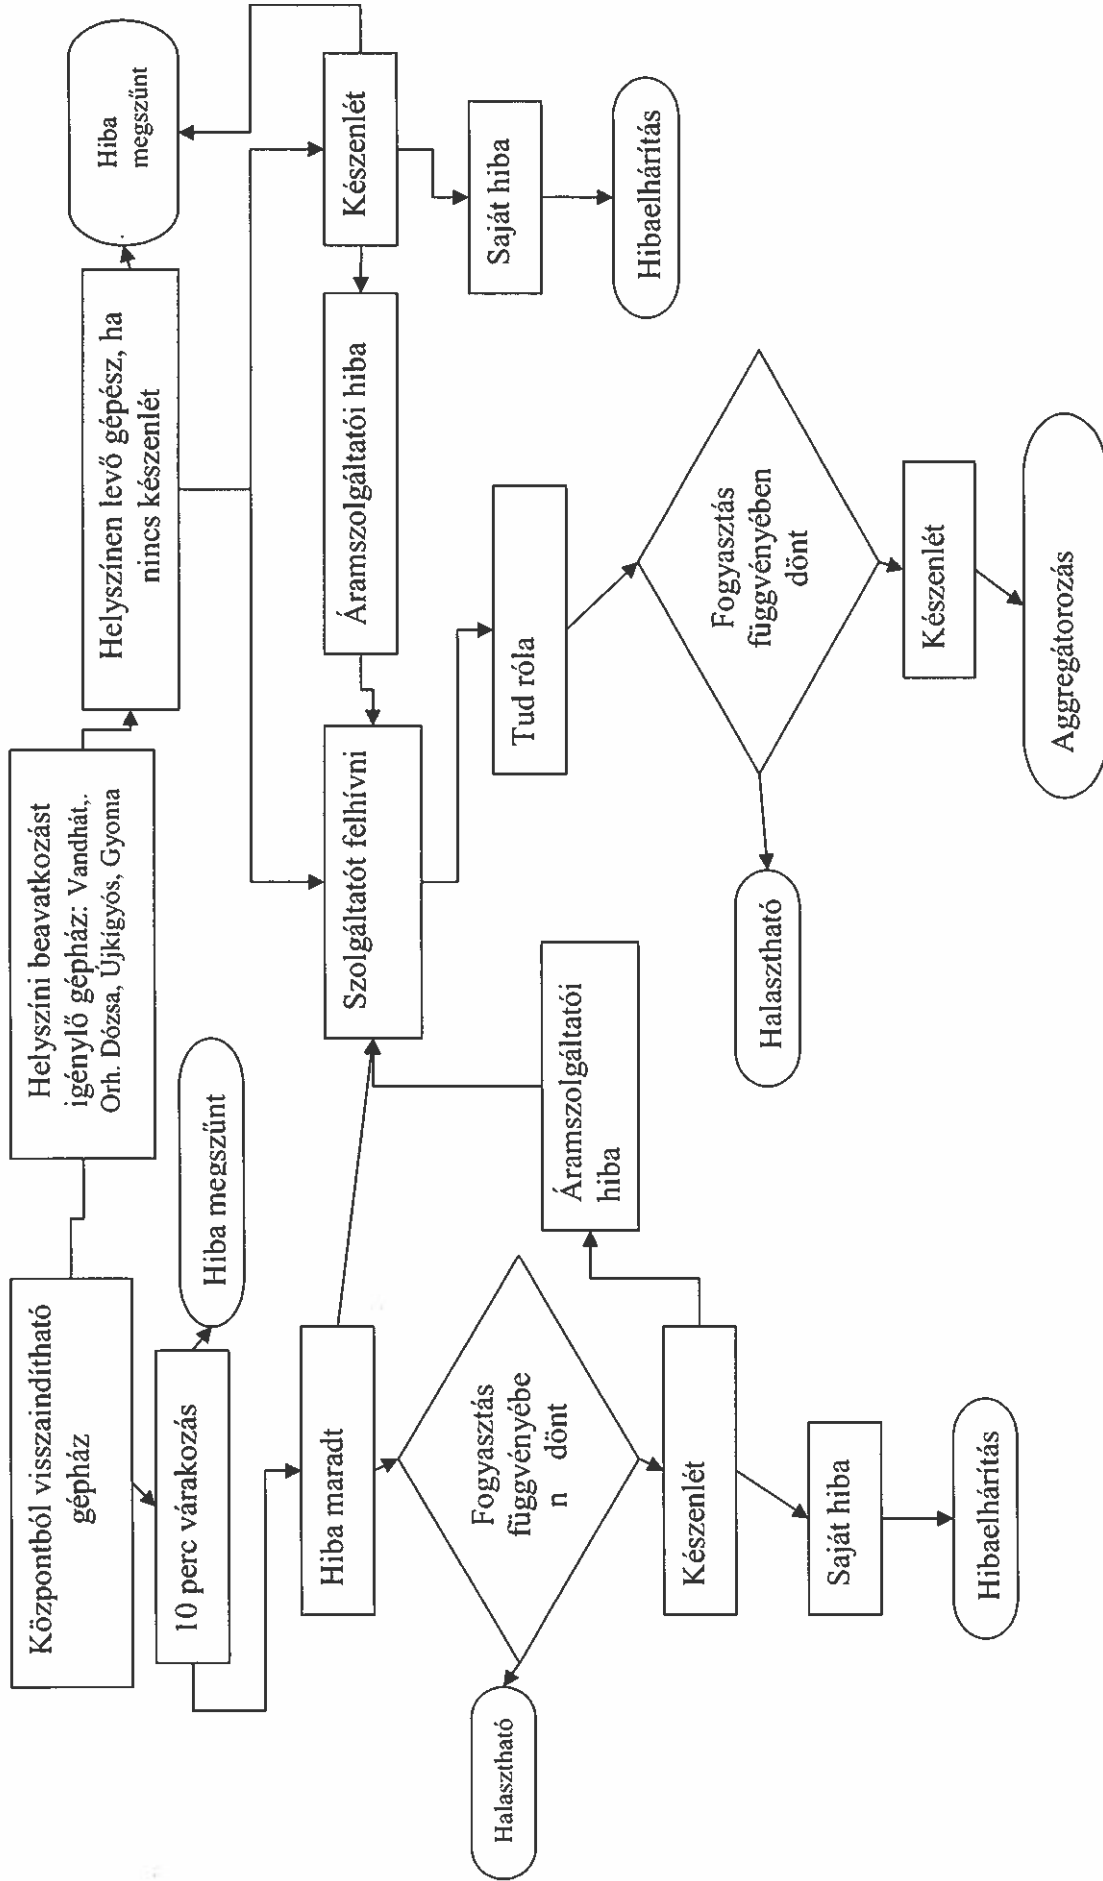 Központból visszaindítható
gépház
10 perc várakozás
Hiba megszűnt
Hiba maradt
Fogyasztás
függvényébe
n dönt
Halasztható
Készenlét
Saját hiba
Hibaelhárítás
Áramszolgáltatói
hiba
Helyszíni beavatkozást
igénylő gépház: Vandhát,.
Orh. Dózsa, Újkígyós, Gyoma
Helyszínen levő gépész, ha
nincs készenlét
Hiba
megszűnt
Szolgáltatót felhívni
Áramszolgáltatói hiba
Készenlét
Saját hiba
Hibaelhárítás
Tud róla
Fogyasztás
függvényében
dönt
Halasztható
Készenlét
Aggregátorozás